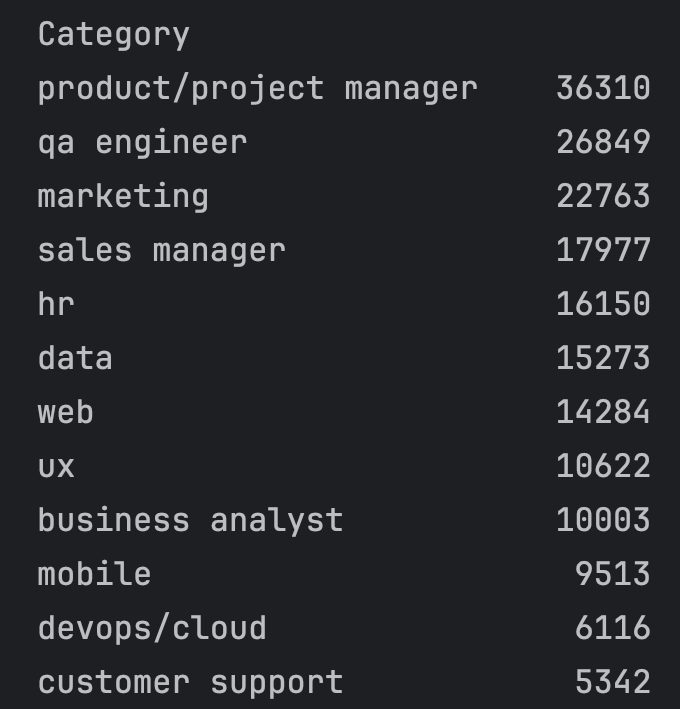 Category
product/project manager    36310
qa engineer                26849
marketing                  22763
sales manager              17977
hr                         16150
data                       15273
web                        14284
ux                         10622
business analyst           10003
mobile                      9513
devops/cloud                6116
customer support            5342